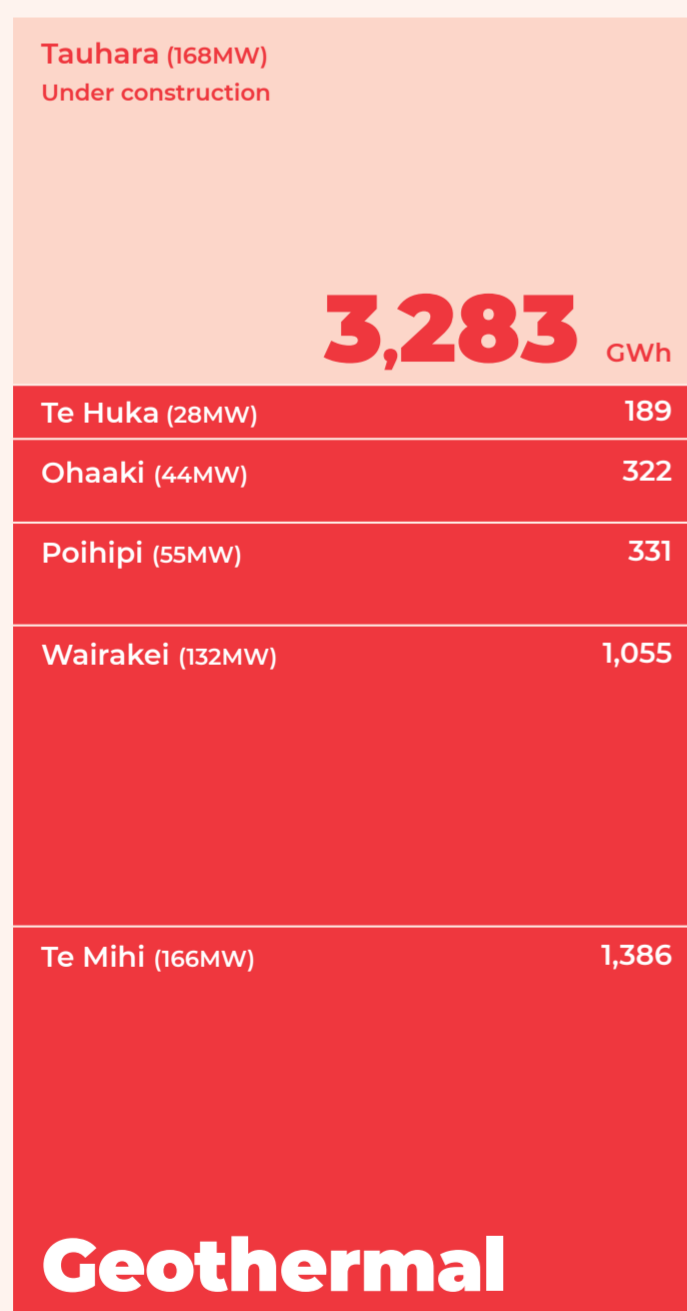 Tauhara (168MW)
Under construction
3,283 GWh
Te Huka (28MW) 189
Ohaaki (44MW) 322
Poihipi (55MW) 331
Wairakei (132MW) 1,055
Te Mihi (166MW) 1,386
Geothermal